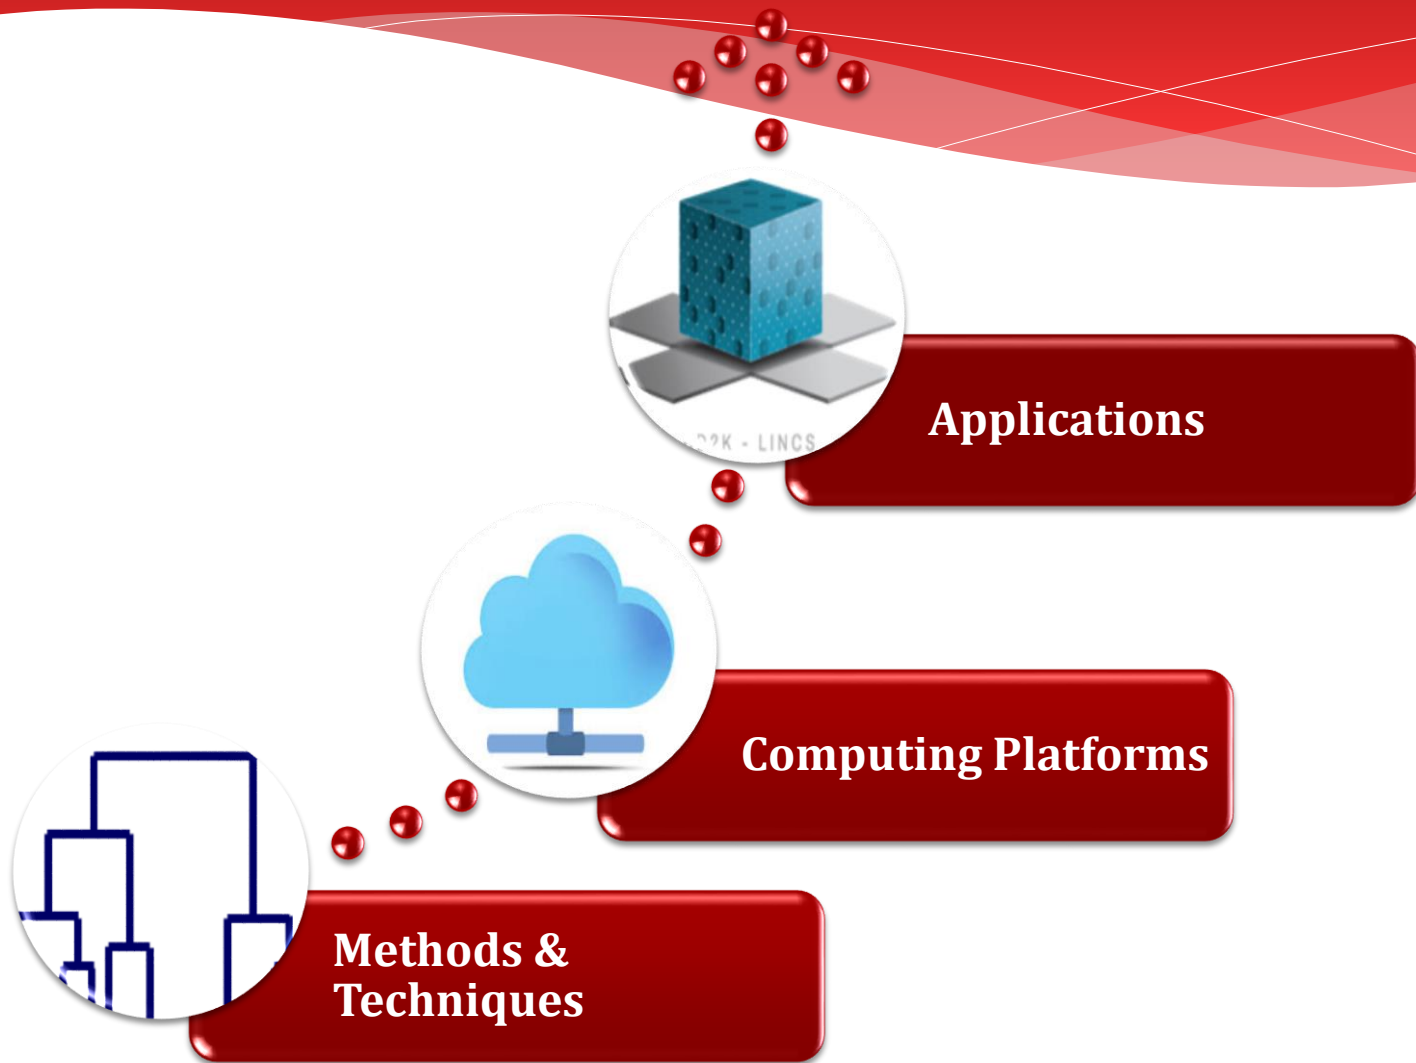 Applications
Computing Platforms
Methods &
Techniques